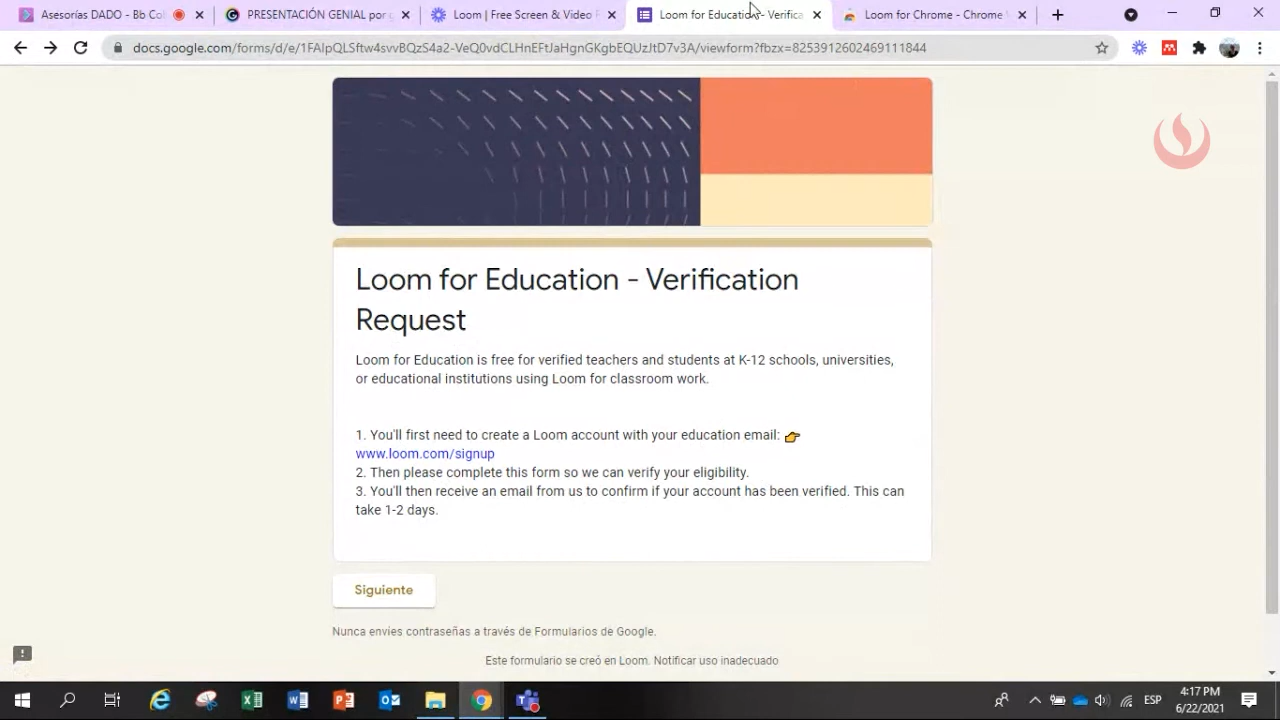 Asesorías DADO - Bb Col
PRESENTACIÓN GENIAL por g
Loom | Free Screen & Video R
Loom for Education - Verifica
Loom for Chrome - Chrome V
docs.google.com/forms/d/e/1FAIpQLSftw4svvBQzS4a2-VeQ0vdCLHnEFtJaHgnGKgbEQUzJtD7v3A/viewform?fbzx=8253912602469111844
Loom for Education - Verification
Request
Loom for Education is free for verified teachers and students at K-12 schools, universities,
or educational institutions using Loom for classroom work.
1. You'll first need to create a Loom account with your education email: 👉
www.loom.com/signup
2. Then please complete this form so we can verify your eligibility.
3. You'll then receive an email from us to confirm if your account has been verified. This can
take 1-2 days.
Siguiente
Nunca envíes contraseñas a través de Formularios de Google.
Este formulario se creó en Loom. Notificar uso inadecuado
ESP
4:17 PM
6/22/2021